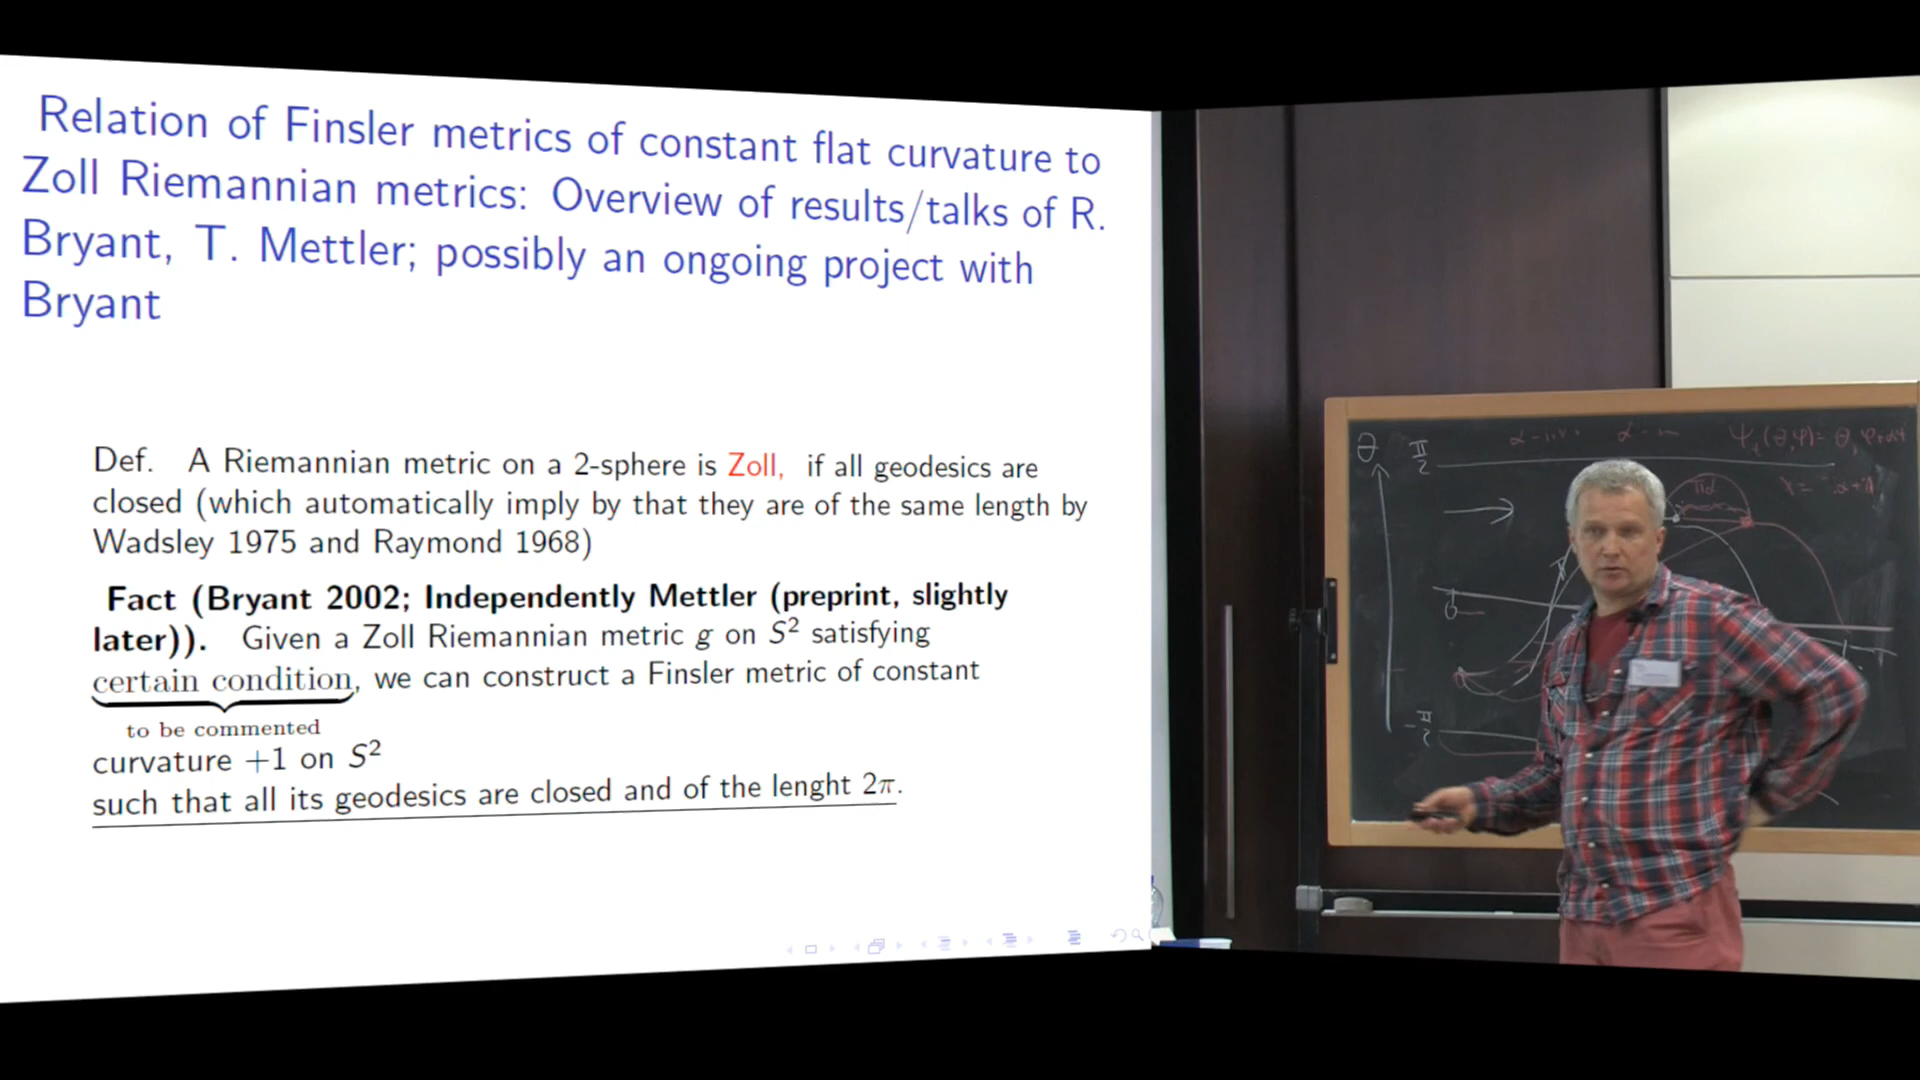 Relation of Finsler metrics of constant flat curvature to
Zoll Riemannian metrics: Overview of results/talks of R.
Bryant, T. Mettler; possibly an ongoing project with
Bryant
Def. A Riemannian metric on a 2-sphere is Zoll, if all geodesics are
closed (which automatically imply by that they are of the same length by
Wadsley 1975 and Raymond 1968)
Fact (Bryant 2002; Independently Mettler (preprint, slightly
later)). Given a Zoll Riemannian metric g on S² satisfying
certain condition, we can construct a Finsler metric of constant
to be commented
curvature +1 on S²
such that all its geodesics are closed and of the lenght 2π.
θ π/2
0
-π/2